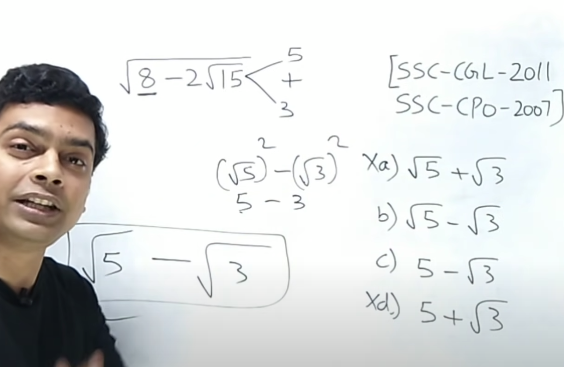 √8 - 2√15 < 5 + 3
[SSC-CGL-2011
SSC-CPO-2007]
(√5)² - (√3)²
5 - 3
√5 - √3
Xa) √5 + √3
b) √5 - √3
c) 5 - √3
Xd.) 5 + √3